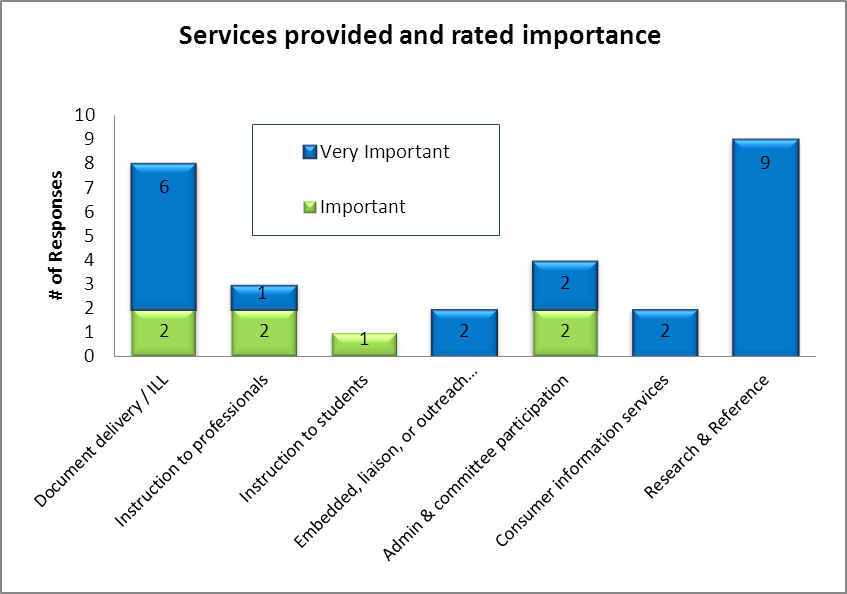 Services provided and rated importance
# of Responses
10
9
8
7
6
5
4
3
2
1
0
Very Important
Important
6
2
1
2
1
2
2
2
2
9
Document delivery / ILL
Instruction to professionals
Instruction to students
Embedded, liaison, or outreach...
Admin & committee participation
Consumer information services
Research & Reference